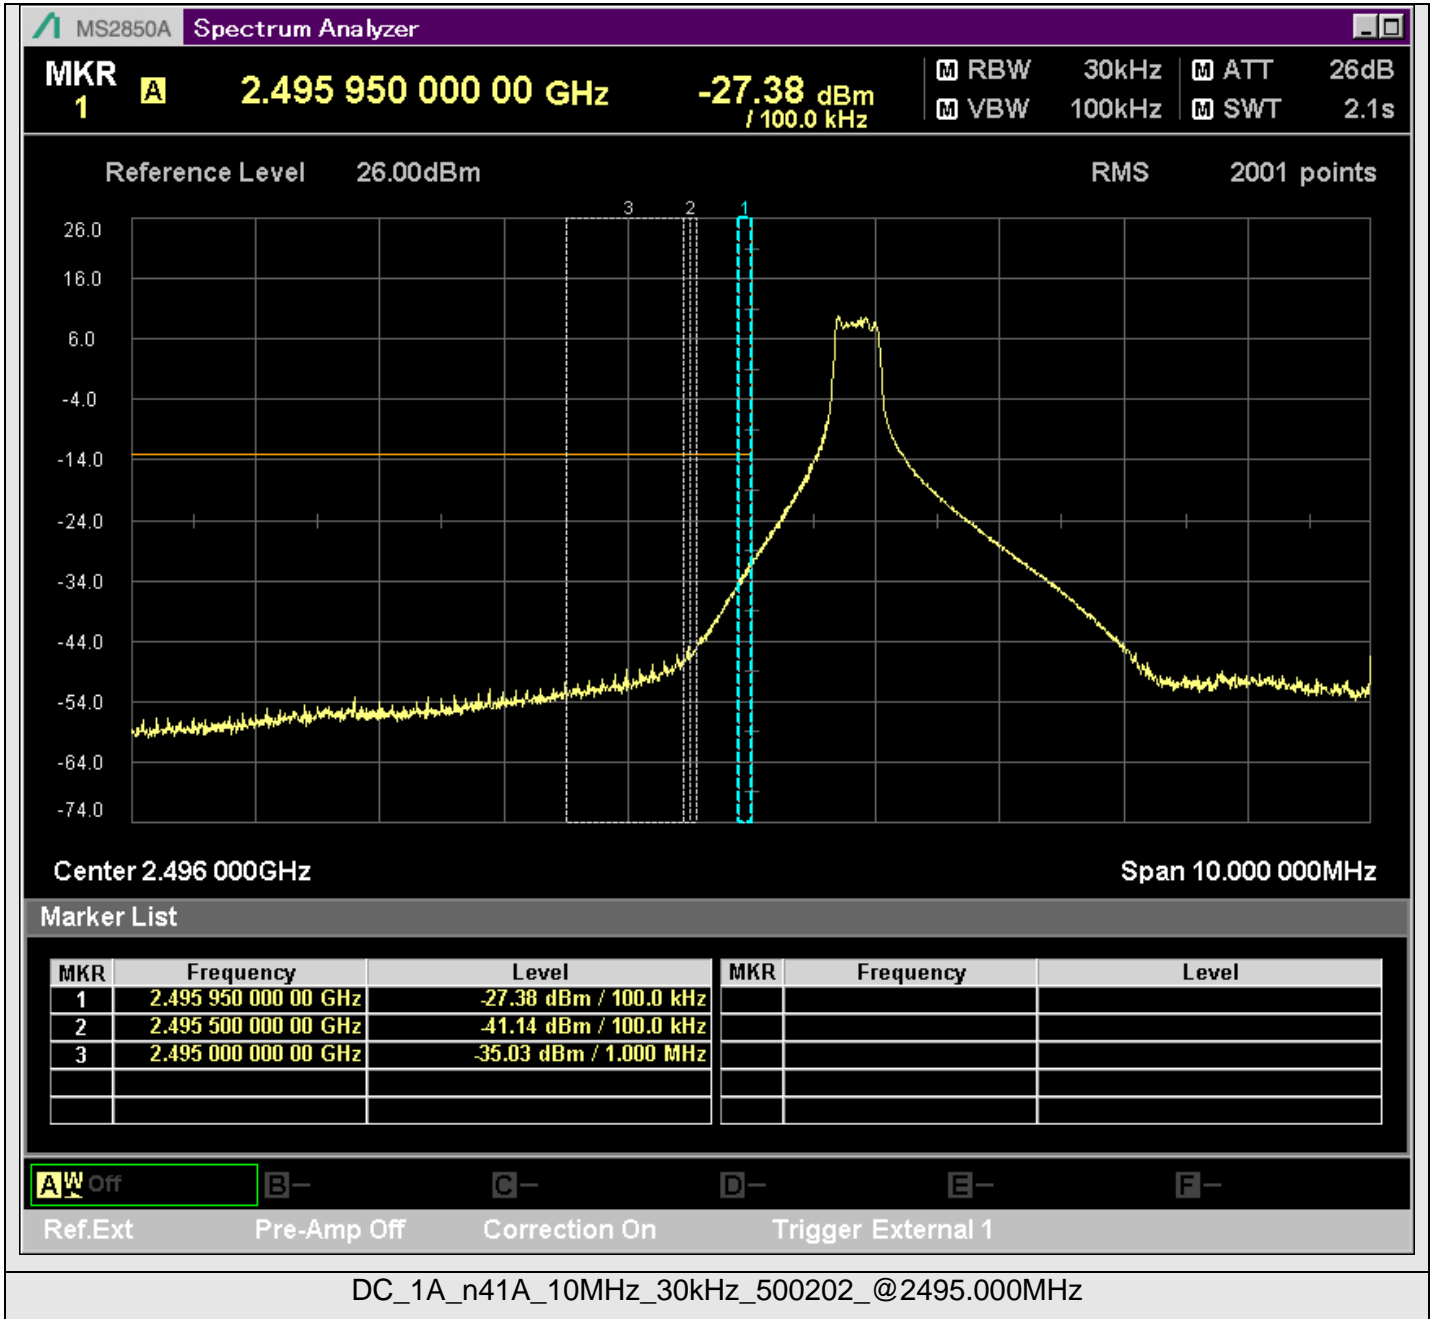 MS2850A Spectrum Analyzer
MKR 1 A 2.495 950 000 00 GHz -27.38 dBm / 100.0 kHz
M RBW 30kHz M ATT 26dB
M VBW 100kHz M SWT 2.1s
Reference Level 26.00dBm RMS 2001 points
3 2 1
26.0
16.0
6.0
-4.0
-14.0
-24.0
-34.0
-44.0
-54.0
-64.0
-74.0
Center 2.496 000GHz Span 10.000 000MHz
Marker List
MKR Frequency Level MKR Frequency Level
1 2.495 950 000 00 GHz -27.38 dBm / 100.0 kHz
2 2.495 500 000 00 GHz -41.14 dBm / 100.0 kHz
3 2.495 000 000 00 GHz -35.03 dBm / 1.000 MHz
A W Off B – C – D – E – F –
Ref.Ext Pre-Amp Off Correction On Trigger External 1
DC_1A_n41A_10MHz_30kHz_500202_@2495.000MHz